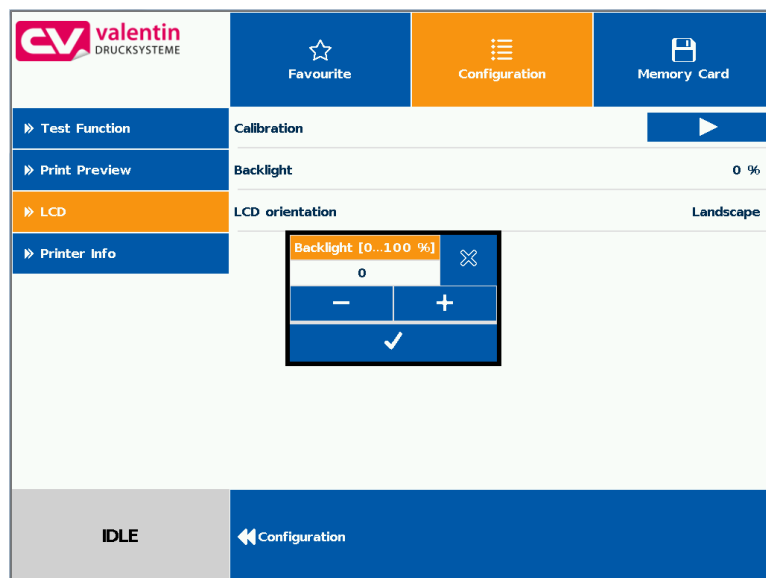 valentin
DRUCKSYSTEME
Favourite
Configuration
Memory Card
Test Function
Calibration
Print Preview
Backlight
0 %
LCD
LCD orientation
Landscape
Printer Info
Backlight [0...100 %]
0
Configuration
IDLE